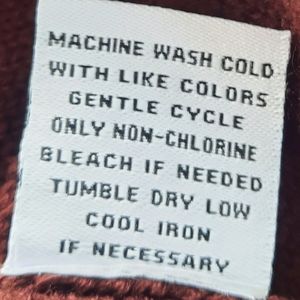 MACHINE WASH COLD
WITH LIKE COLORS
GENTLE CYCLE
ONLY NON-CHLORINE
BLEACH IF NEEDED
TUMBLE DRY LOW
COOL IRON
IF NECESSARY